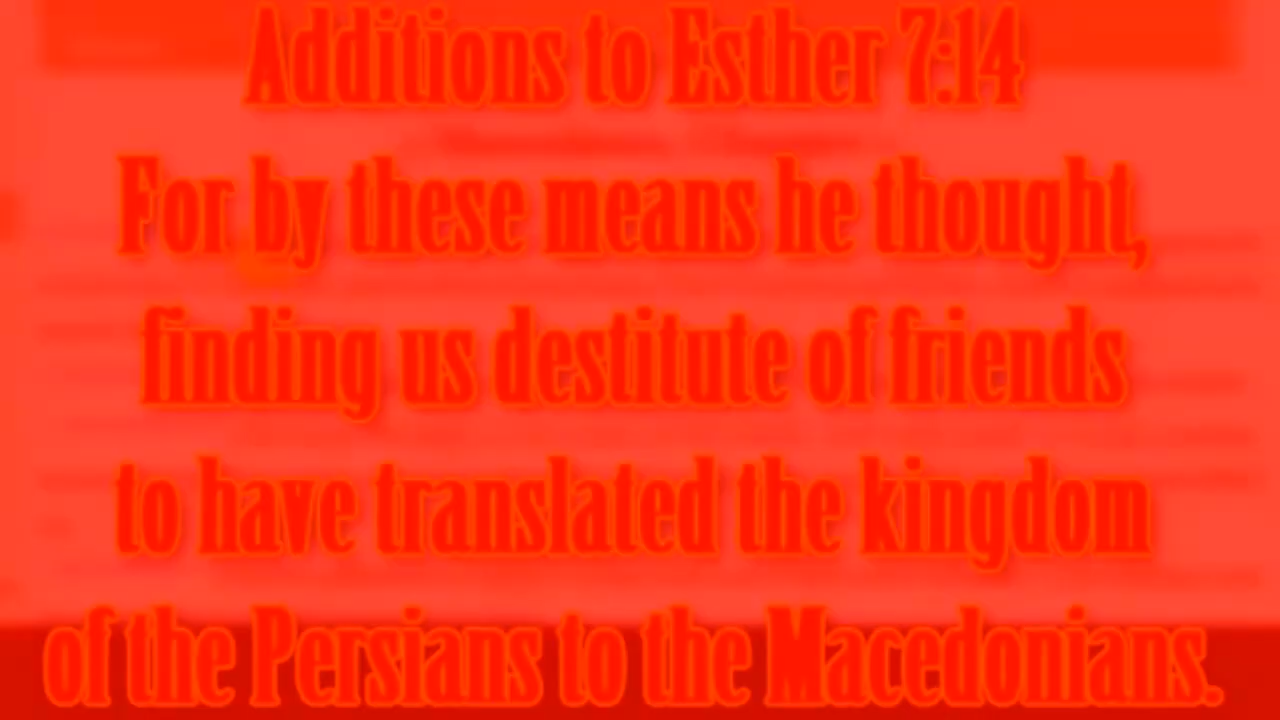 Additions to Esther 7:14
For by these means he thought,
finding us destitute of friends
to have translated the kingdom
of the Persians to the Macedonians.